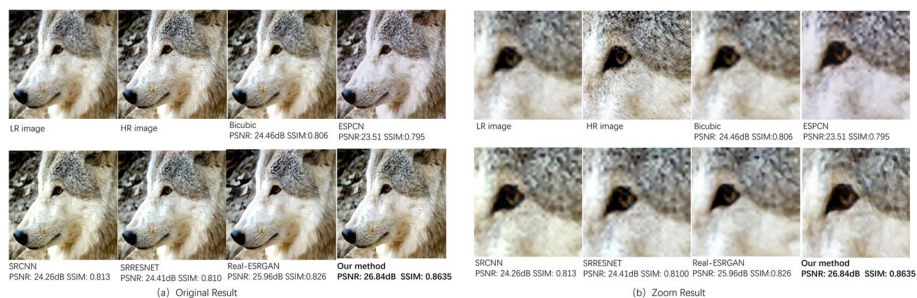 LR image
HR image
Bicubic
PSNR: 24.46dB SSIM:0.806
ESPCN
PSNR:23.51 SSIM:0.795
SRCNN
PSNR: 24.26dB SSIM: 0.813
SRRESNET
PSNR: 24.41dB SSIM: 0.810
Real-ESRGAN
PSNR: 25.96dB SSIM:0.826
Our method
PSNR: 26.84dB SSIM: 0.8635
(a) Original Result
LR image
HR image
Bicubic
PSNR: 24.46dB SSIM:0.806
ESPCN
PSNR:23.51 SSIM:0.795
SRCNN
PSNR: 24.26dB SSIM: 0.813
SRRESNET
PSNR: 24.41dB SSIM: 0.8100
Real-ESRGAN
PSNR: 25.96dB SSIM:0.826
Our method
PSNR: 26.84dB SSIM: 0.8635
(b) Zoom Result